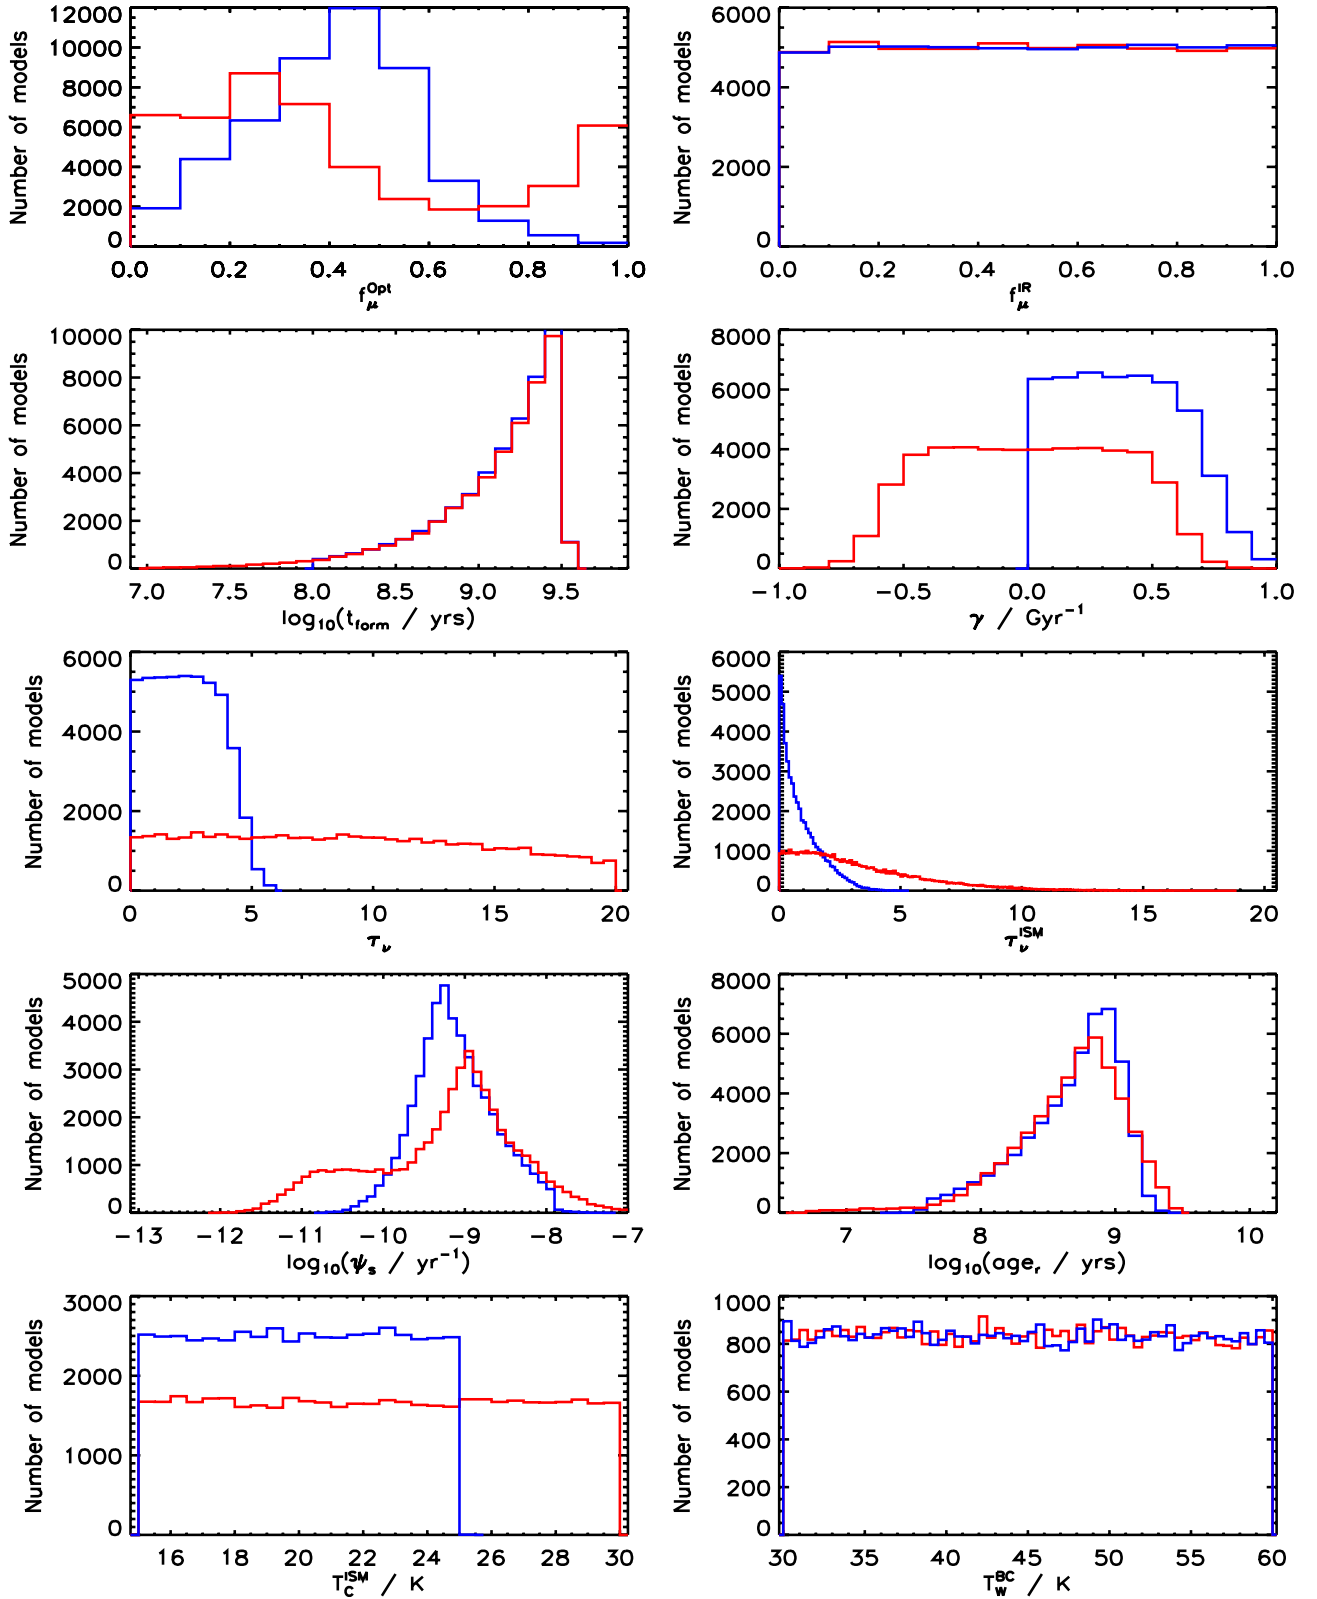 Number of models
12000
10000
8000
6000
4000
2000
0
0.0 0.2 0.4 0.6 0.8 1.0
f_μ^Opt
Number of models
6000
4000
2000
0
0.0 0.2 0.4 0.6 0.8 1.0
f_μ^IR
Number of models
10000
8000
6000
4000
2000
0
7.0 7.5 8.0 8.5 9.0 9.5
log₁₀(t_form / yrs)
Number of models
8000
6000
4000
2000
0
−1.0 −0.5 0.0 0.5 1.0
γ / Gyr⁻¹
Number of models
6000
4000
2000
0
0 5 10 15 20
τ_ν
Number of models
6000
5000
4000
3000
2000
1000
0
0 5 10 15 20
τ_ν^ISM
Number of models
5000
4000
3000
2000
1000
0
−13 −12 −11 −10 −9 −8 −7
log₁₀(ψ_s / yr⁻¹)
Number of models
8000
6000
4000
2000
0
7 8 9 10
log₁₀(age_r / yrs)
Number of models
3000
2000
1000
0
16 18 20 22 24 26 28 30
T_C^ISM / K
Number of models
1000
800
600
400
200
0
30 35 40 45 50 55 60
T_W^BC / K